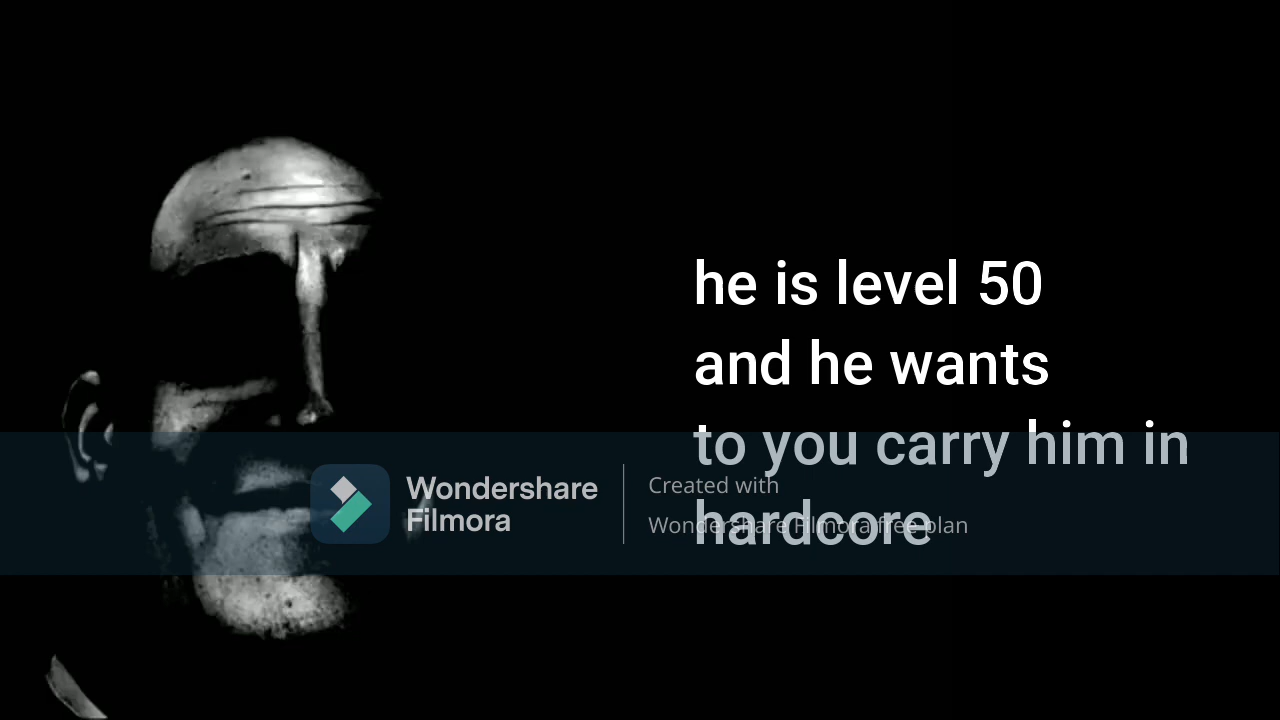 he is level 50
and he wants
to you carry him in
hardcore
Wondershare
Filmora
Created with
Wondershare Filmora free plan